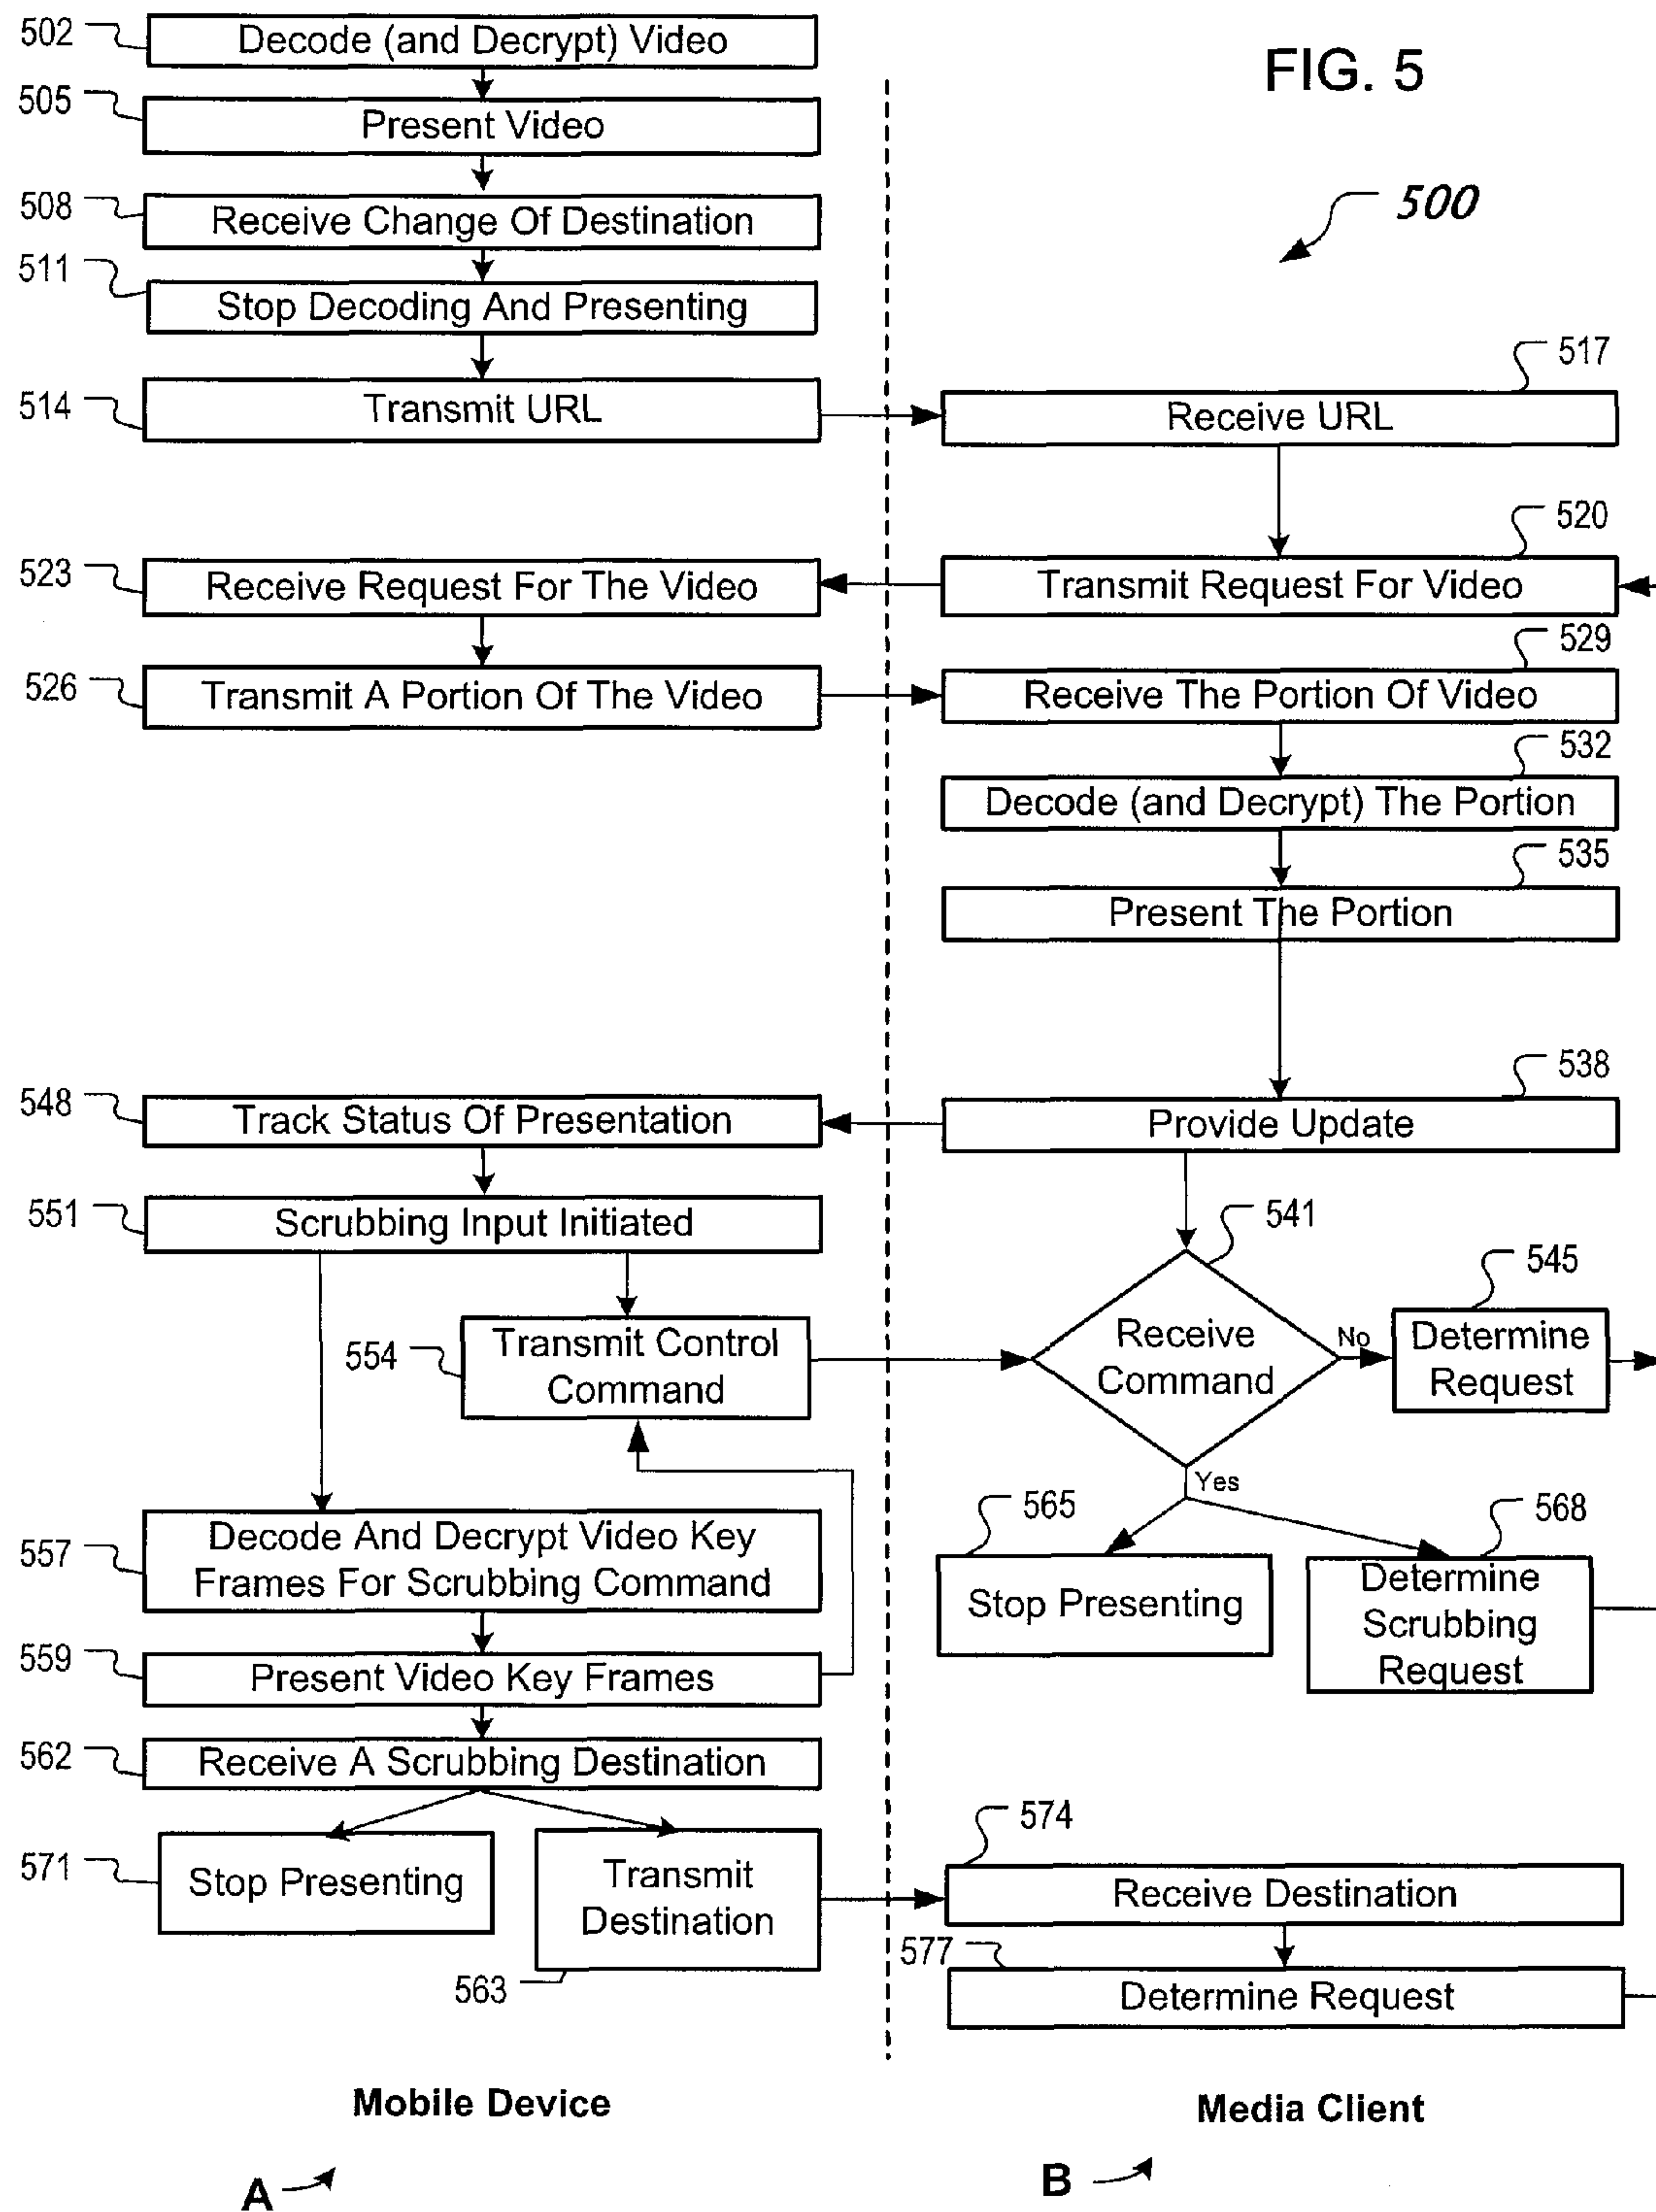 FIG. 5
500
502
Decode (and Decrypt) Video
505
Present Video
508
Receive Change Of Destination
511
Stop Decoding And Presenting
514
Transmit URL
517
Receive URL
520
Transmit Request For Video
523
Receive Request For The Video
526
Transmit A Portion Of The Video
529
Receive The Portion Of Video
532
Decode (and Decrypt) The Portion
535
Present The Portion
538
Provide Update
548
Track Status Of Presentation
551
Scrubbing Input Initiated
541
Receive
Command
No
Yes
545
Determine
Request
554
Transmit Control
Command
557
Decode And Decrypt Video Key
Frames For Scrubbing Command
565
Stop Presenting
568
Determine
Scrubbing
Request
559
Present Video Key Frames
562
Receive A Scrubbing Destination
571
Stop Presenting
Transmit
Destination
563
574
Receive Destination
577
Determine Request
Mobile Device
Media Client
A
B